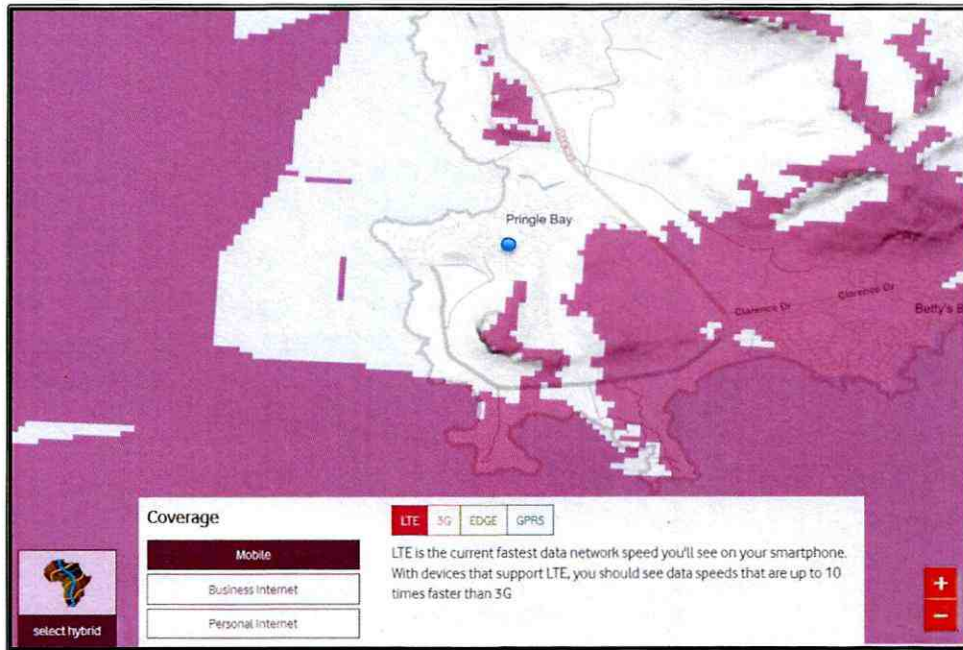 Pringle Bay
Clarence Dr
Clarence Dr
Betty's B
Coverage
Mobile
Business Internet
Personal Internet
LTE
3G
EDGE
GPRS
LTE is the current fastest data network speed you'll see on your smartphone.
With devices that support LTE, you should see data speeds that are up to 10
times faster than 3G
select hybrid
+
−